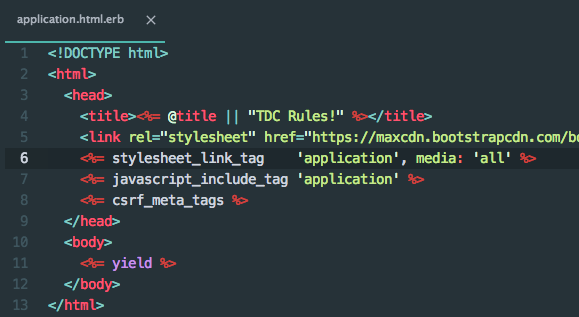 application.html.erb ×
1 <!DOCTYPE html>
2 <html>
3   <head>
4     <title><%= @title || "TDC Rules!" %></title>
5     <link rel="stylesheet" href="https://maxcdn.bootstrapcdn.com/bo
6     <%= stylesheet_link_tag    'application', media: 'all' %>
7     <%= javascript_include_tag 'application' %>
8     <%= csrf_meta_tags %>
9   </head>
10   <body>
11     <%= yield %>
12   </body>
13 </html>